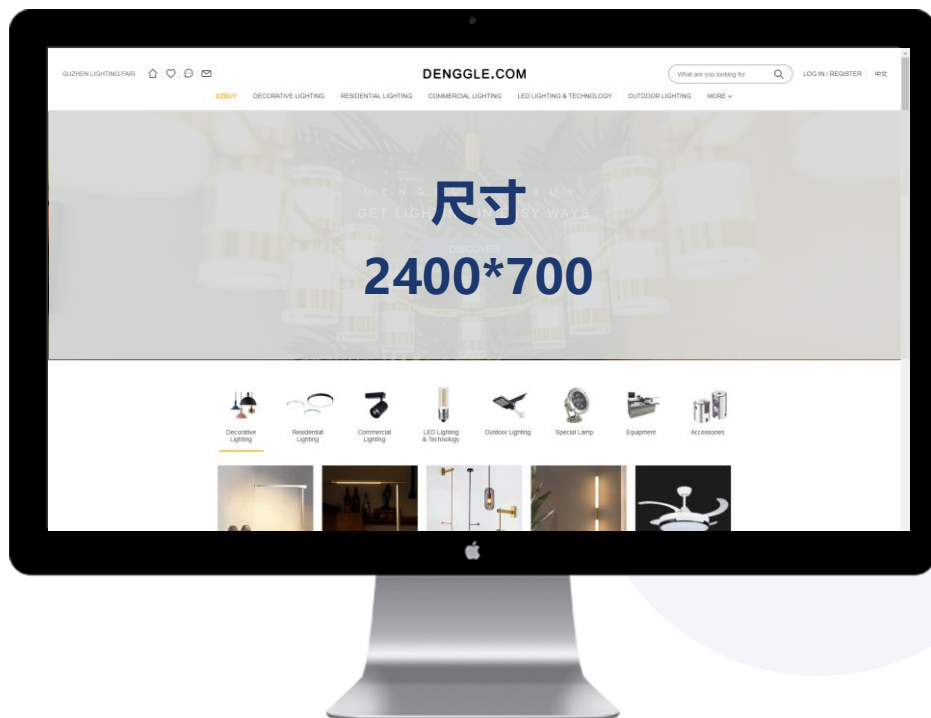 GUZHEN LIGHTING FAIR
DENGGLE.COM
What are you looking for
LOG IN / REGISTER
中文
EZBUY
DECORATIVE LIGHTING
RESIDENTIAL LIGHTING
COMMERCIAL LIGHTING
LED LIGHTING & TECHNOLOGY
OUTDOOR LIGHTING
MORE
尺寸
2400*700
DISCOVER
Decorative
Lighting
Residential
Lighting
Commercial
Lighting
LED Lighting
& Technology
Outdoor Lighting
Special Lamp
Equipment
Accessories